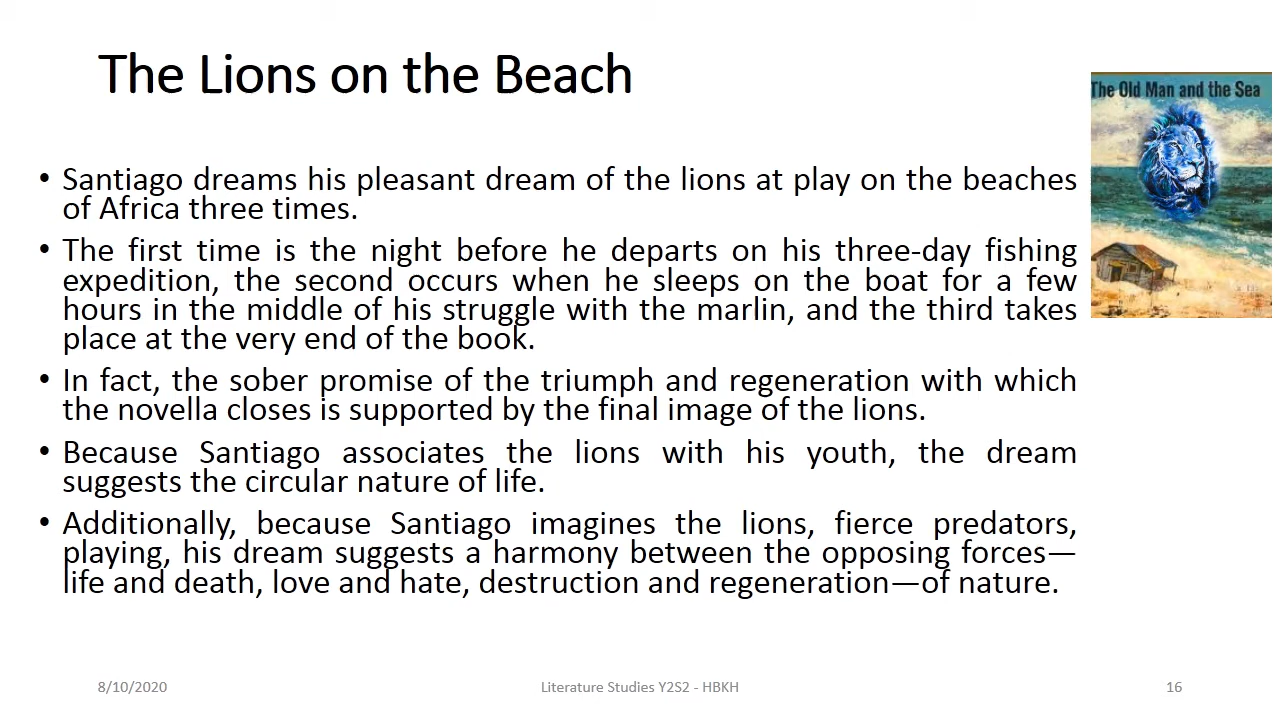 The Lions on the Beach
The Old Man and the Sea
• Santiago dreams his pleasant dream of the lions at play on the beaches
of Africa three times.
• The first time is the night before he departs on his three-day fishing
expedition, the second occurs when he sleeps on the boat for a few
hours in the middle of his struggle with the marlin, and the third takes
place at the very end of the book.
• In fact, the sober promise of the triumph and regeneration with which
the novella closes is supported by the final image of the lions.
• Because Santiago associates the lions with his youth, the dream
suggests the circular nature of life.
• Additionally, because Santiago imagines the lions, fierce predators,
playing, his dream suggests a harmony between the opposing forces—
life and death, love and hate, destruction and regeneration—of nature.
8/10/2020
Literature Studies Y2S2 - HBKH
16